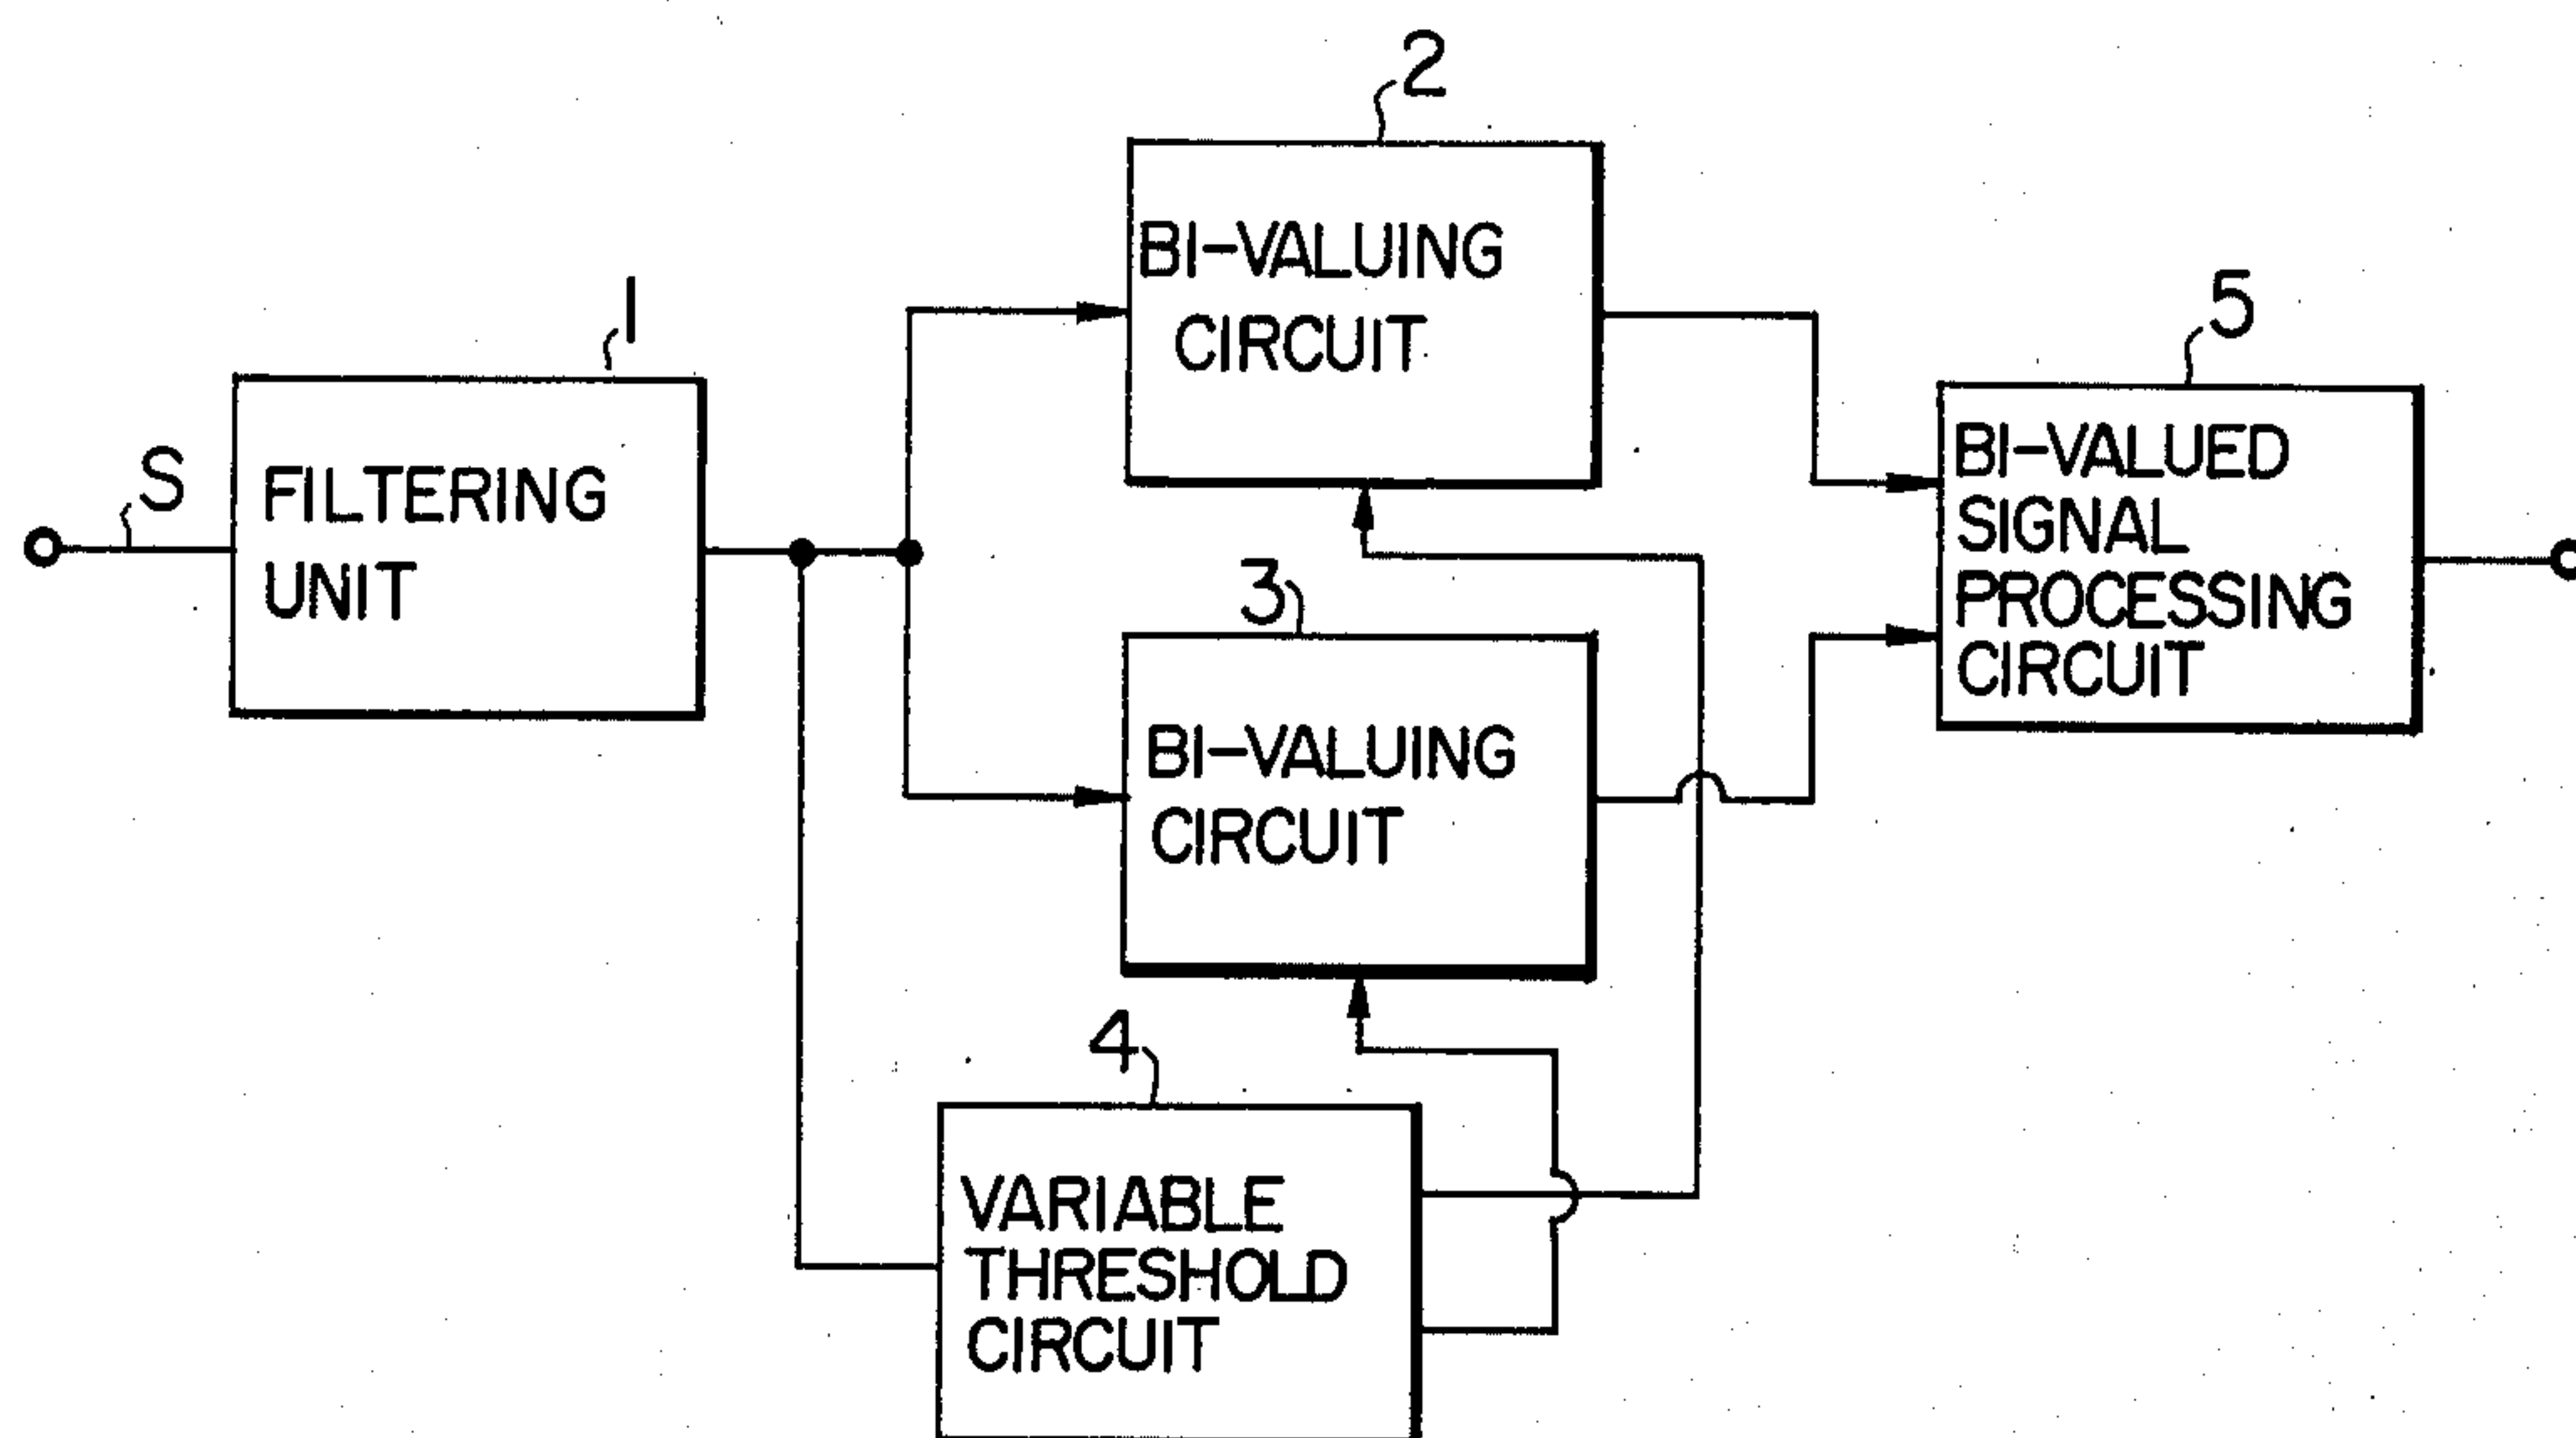 S
1
FILTERING
UNIT
2
BI-VALUING
CIRCUIT
3
BI-VALUING
CIRCUIT
4
VARIABLE
THRESHOLD
CIRCUIT
5
BI-VALUED
SIGNAL
PROCESSING
CIRCUIT